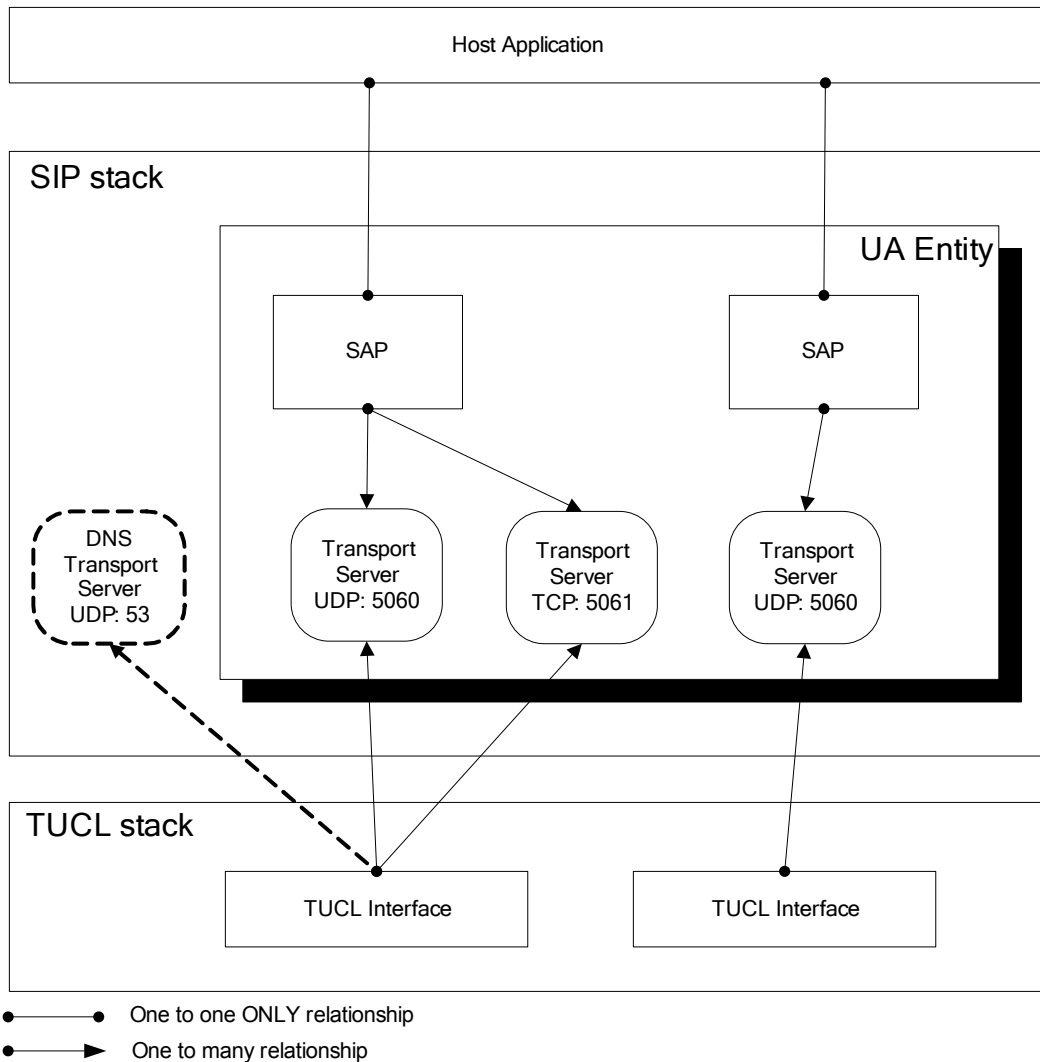 Host Application
SIP stack
UA Entity
SAP
SAP
DNS
Transport
Server
UDP: 53
Transport
Server
UDP: 5060
Transport
Server
TCP: 5061
Transport
Server
UDP: 5060
TUCL stack
TUCL Interface
TUCL Interface
One to one ONLY relationship
One to many relationship